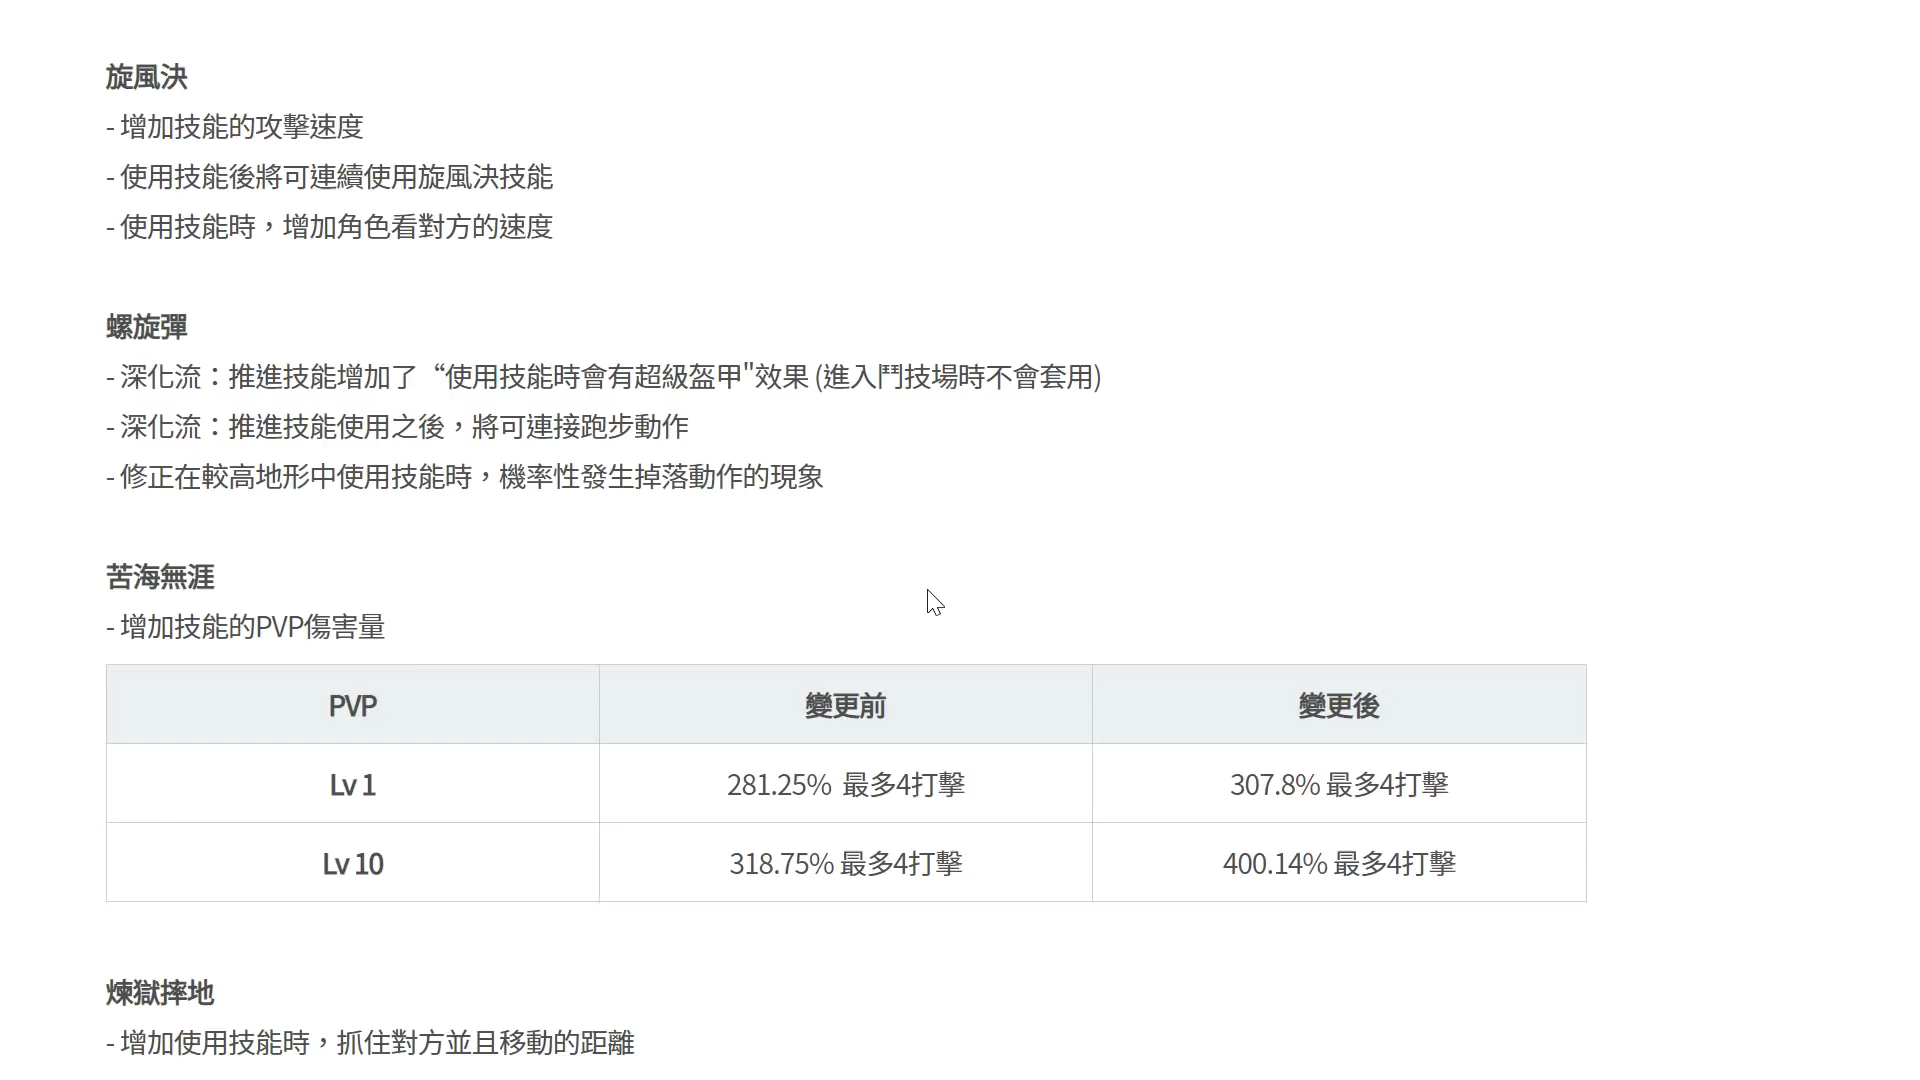 旋風決
- 增加技能的攻擊速度
- 使用技能後將可連續使用旋風決技能
- 使用技能時，增加角色看對方的速度
螺旋彈
- 深化流：推進技能增加了 “使用技能時會有超級盔甲"效果 (進入鬥技場時不會套用)
- 深化流：推進技能使用之後，將可連接跑步動作
- 修正在較高地形中使用技能時，機率性發生掉落動作的現象
苦海無涯
- 增加技能的PVP傷害量
PVP 變更前 變更後
Lv 1 281.25% 最多4打擊 307.8% 最多4打擊
Lv 10 318.75% 最多4打擊 400.14% 最多4打擊
煉獄摔地
- 增加使用技能時，抓住對方並且移動的距離